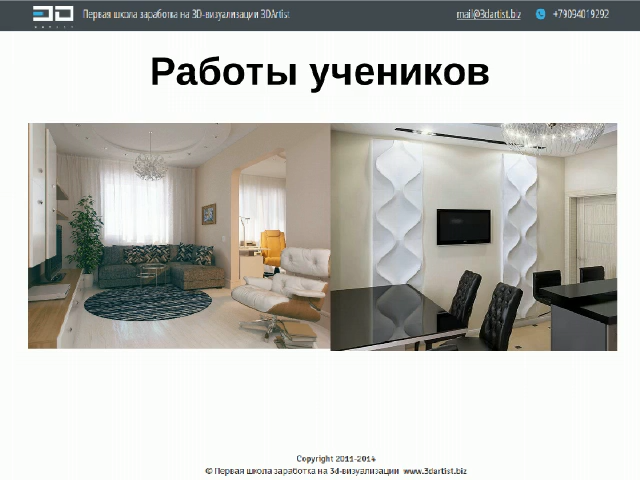 3D Первая школа заработка на 3D-визуализации 3DArtist mail@3dartist.biz +79094019292
Работы учеников
Copyright 2011-2014
© Первая школа заработка на 3d-визуализации www.3dartist.biz